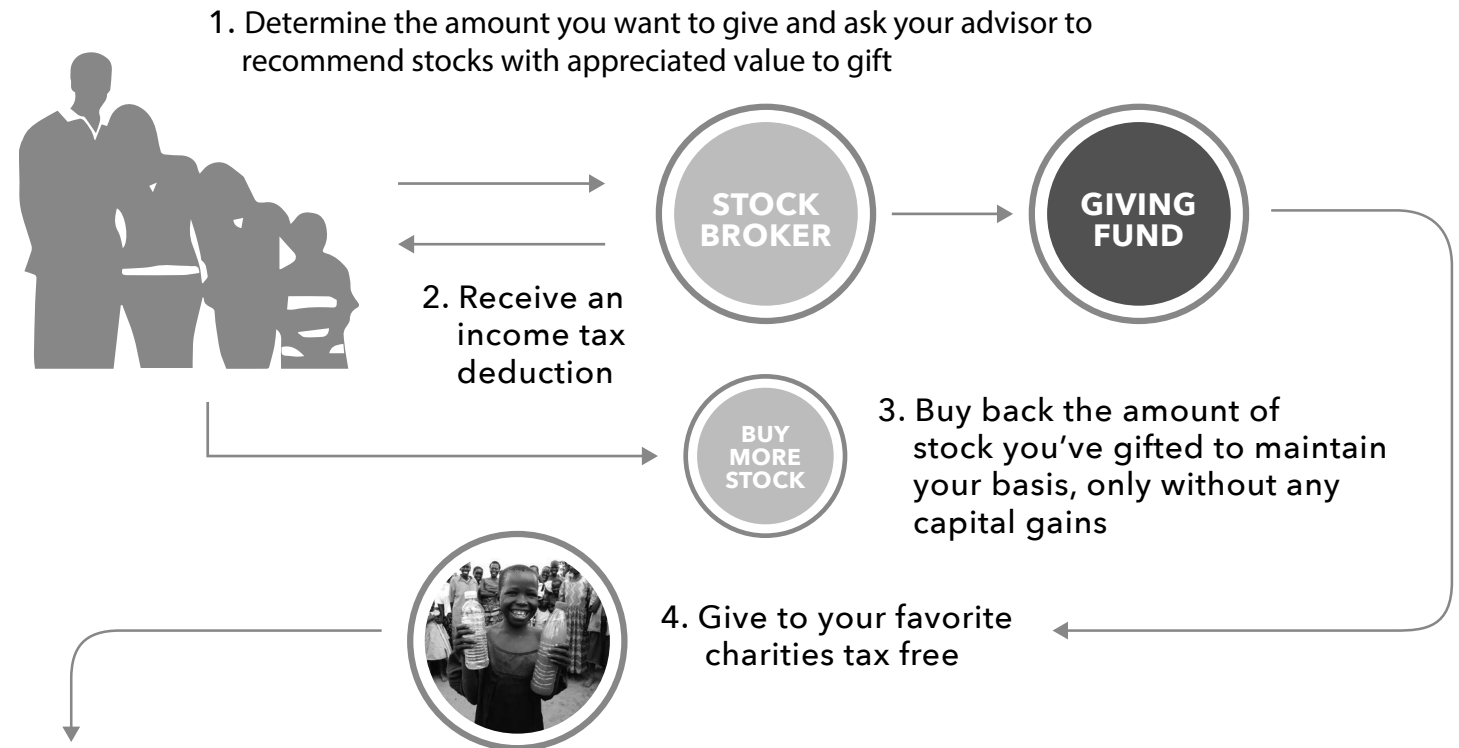 1. Determine the amount you want to give and ask your advisor to
recommend stocks with appreciated value to gift
STOCK
BROKER
GIVING
FUND
2. Receive an
income tax
deduction
BUY
MORE
STOCK
3. Buy back the amount of
stock you’ve gifted to maintain
your basis, only without any
capital gains
4. Give to your favorite
charities tax free